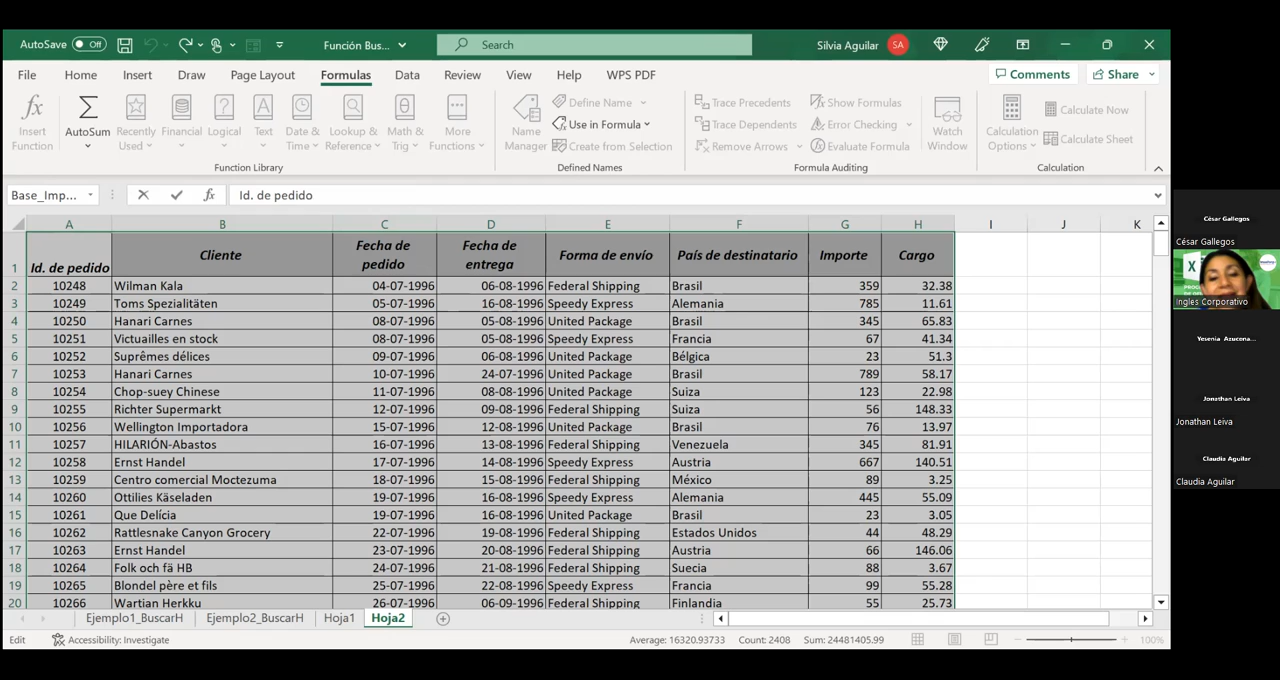 AutoSave Off Función Bus... Search Silvia Aguilar SA
File Home Insert Draw Page Layout Formulas Data Review View Help WPS PDF Comments Share
Insert Function AutoSum Recently Used Financial Logical Text Date & Time Lookup & Reference Math & Trig More Functions Name Manager Define Name Use in Formula Create from Selection Trace Precedents Trace Dependents Remove Arrows Show Formulas Error Checking Evaluate Formula Watch Window Calculation Options Calculate Now Calculate Sheet
Function Library Defined Names Formula Auditing Calculation
Base_Imp... fx Id. de pedido
A B C D E F G H I J K
1 Id. de pedido Cliente Fecha de pedido Fecha de entrega Forma de envío País de destinatario Importe Cargo
2 10248 Wilman Kala 04-07-1996 06-08-1996 Federal Shipping Brasil 359 32.38
3 10249 Toms Spezialitäten 05-07-1996 16-08-1996 Speedy Express Alemania 785 11.61
4 10250 Hanari Carnes 08-07-1996 05-08-1996 United Package Brasil 345 65.83
5 10251 Victuailles en stock 08-07-1996 05-08-1996 Speedy Express Francia 67 41.34
6 10252 Suprêmes délices 09-07-1996 06-08-1996 United Package Bélgica 23 51.3
7 10253 Hanari Carnes 10-07-1996 24-07-1996 United Package Brasil 789 58.17
8 10254 Chop-suey Chinese 11-07-1996 08-08-1996 United Package Suiza 123 22.98
9 10255 Richter Supermarkt 12-07-1996 09-08-1996 Federal Shipping Suiza 56 148.33
10 10256 Wellington Importadora 15-07-1996 12-08-1996 United Package Brasil 76 13.97
11 10257 HILARIÓN-Abastos 16-07-1996 13-08-1996 Federal Shipping Venezuela 345 81.91
12 10258 Ernst Handel 17-07-1996 14-08-1996 Speedy Express Austria 667 140.51
13 10259 Centro comercial Moctezuma 18-07-1996 15-08-1996 Federal Shipping México 89 3.25
14 10260 Ottilies Käseladen 19-07-1996 16-08-1996 Speedy Express Alemania 445 55.09
15 10261 Que Delícia 19-07-1996 16-08-1996 United Package Brasil 23 3.05
16 10262 Rattlesnake Canyon Grocery 22-07-1996 19-08-1996 Federal Shipping Estados Unidos 44 48.29
17 10263 Ernst Handel 23-07-1996 20-08-1996 Federal Shipping Austria 66 146.06
18 10264 Folk och fä HB 24-07-1996 21-08-1996 Federal Shipping Suecia 88 3.67
19 10265 Blondel père et fils 25-07-1996 22-08-1996 Speedy Express Francia 99 55.28
20 10266 Wartian Herkku 26-07-1996 06-09-1996 Federal Shipping Finlandia 55 25.73
Ejemplo1_BuscarH Ejemplo2_BuscarH Hoja1 Hoja2
Edit Accessibility: Investigate Average: 16320.93733 Count: 2408 Sum: 24481405.99 100%
César Gallegos
César Gallegos
Ingles Corporativo
Yesenia Azucena...
Jonathan Leiva
Jonathan Leiva
Claudia Aguilar
Claudia Aguilar